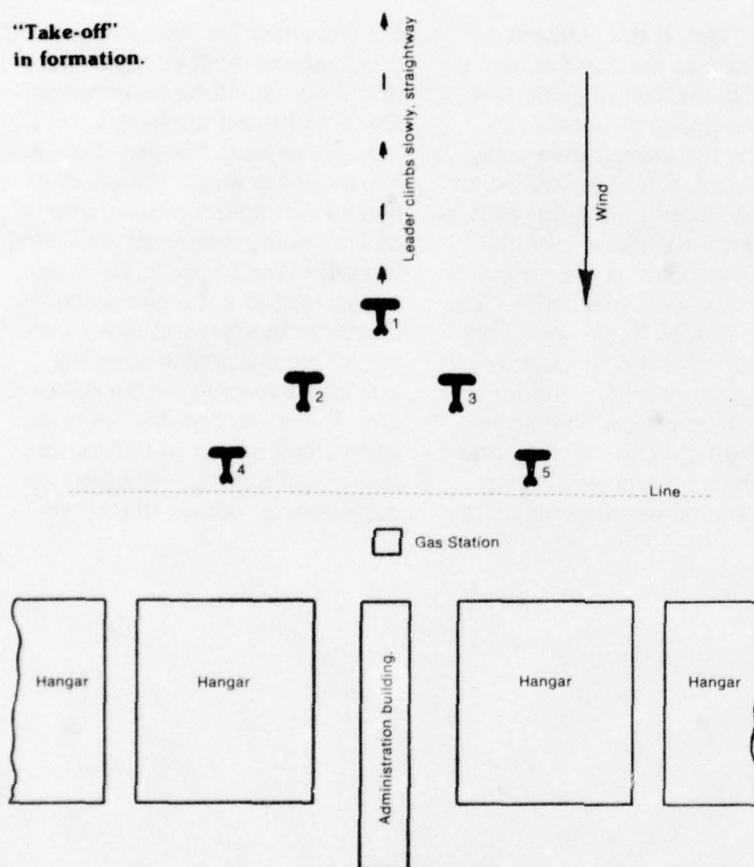 "Take-off"
in formation.
Leader climbs slowly, straightway
Wind
1
2
3
4
5
Line
Gas Station
Hangar
Hangar
Administration building.
Hangar
Hangar